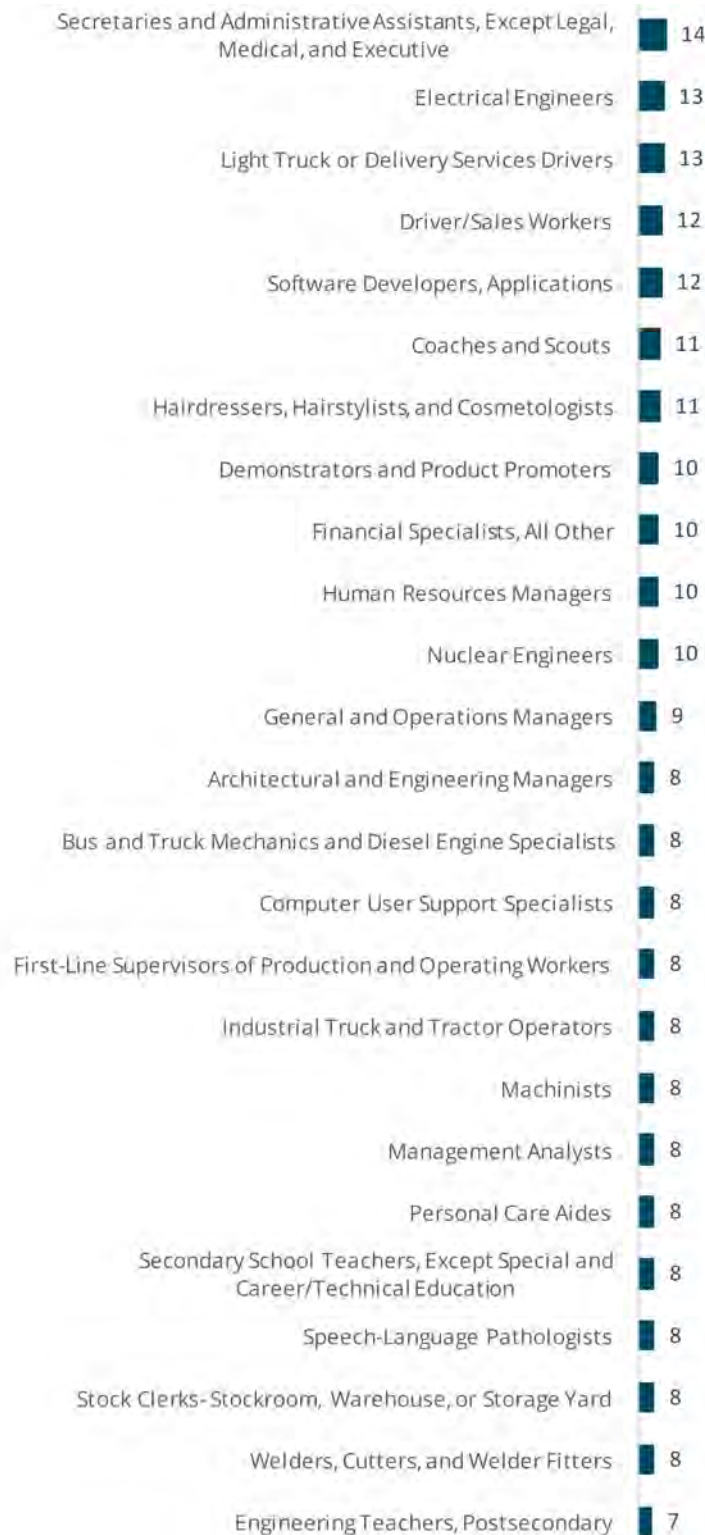 Secretaries and Administrative Assistants, Except Legal,
Medical, and Executive
14
Electrical Engineers 13
Light Truck or Delivery Services Drivers 13
Driver/Sales Workers 12
Software Developers, Applications 12
Coaches and Scouts 11
Hairdressers, Hairstylists, and Cosmetologists 11
Demonstrators and Product Promoters 10
Financial Specialists, All Other 10
Human Resources Managers 10
Nuclear Engineers 10
General and Operations Managers 9
Architectural and Engineering Managers 8
Bus and Truck Mechanics and Diesel Engine Specialists 8
Computer User Support Specialists 8
First-Line Supervisors of Production and Operating Workers 8
Industrial Truck and Tractor Operators 8
Machinists 8
Management Analysts 8
Personal Care Aides 8
Secondary School Teachers, Except Special and
Career/Technical Education
8
Speech-Language Pathologists 8
Stock Clerks- Stockroom, Warehouse, or Storage Yard 8
Welders, Cutters, and Welder Fitters 8
Engineering Teachers, Postsecondary 7